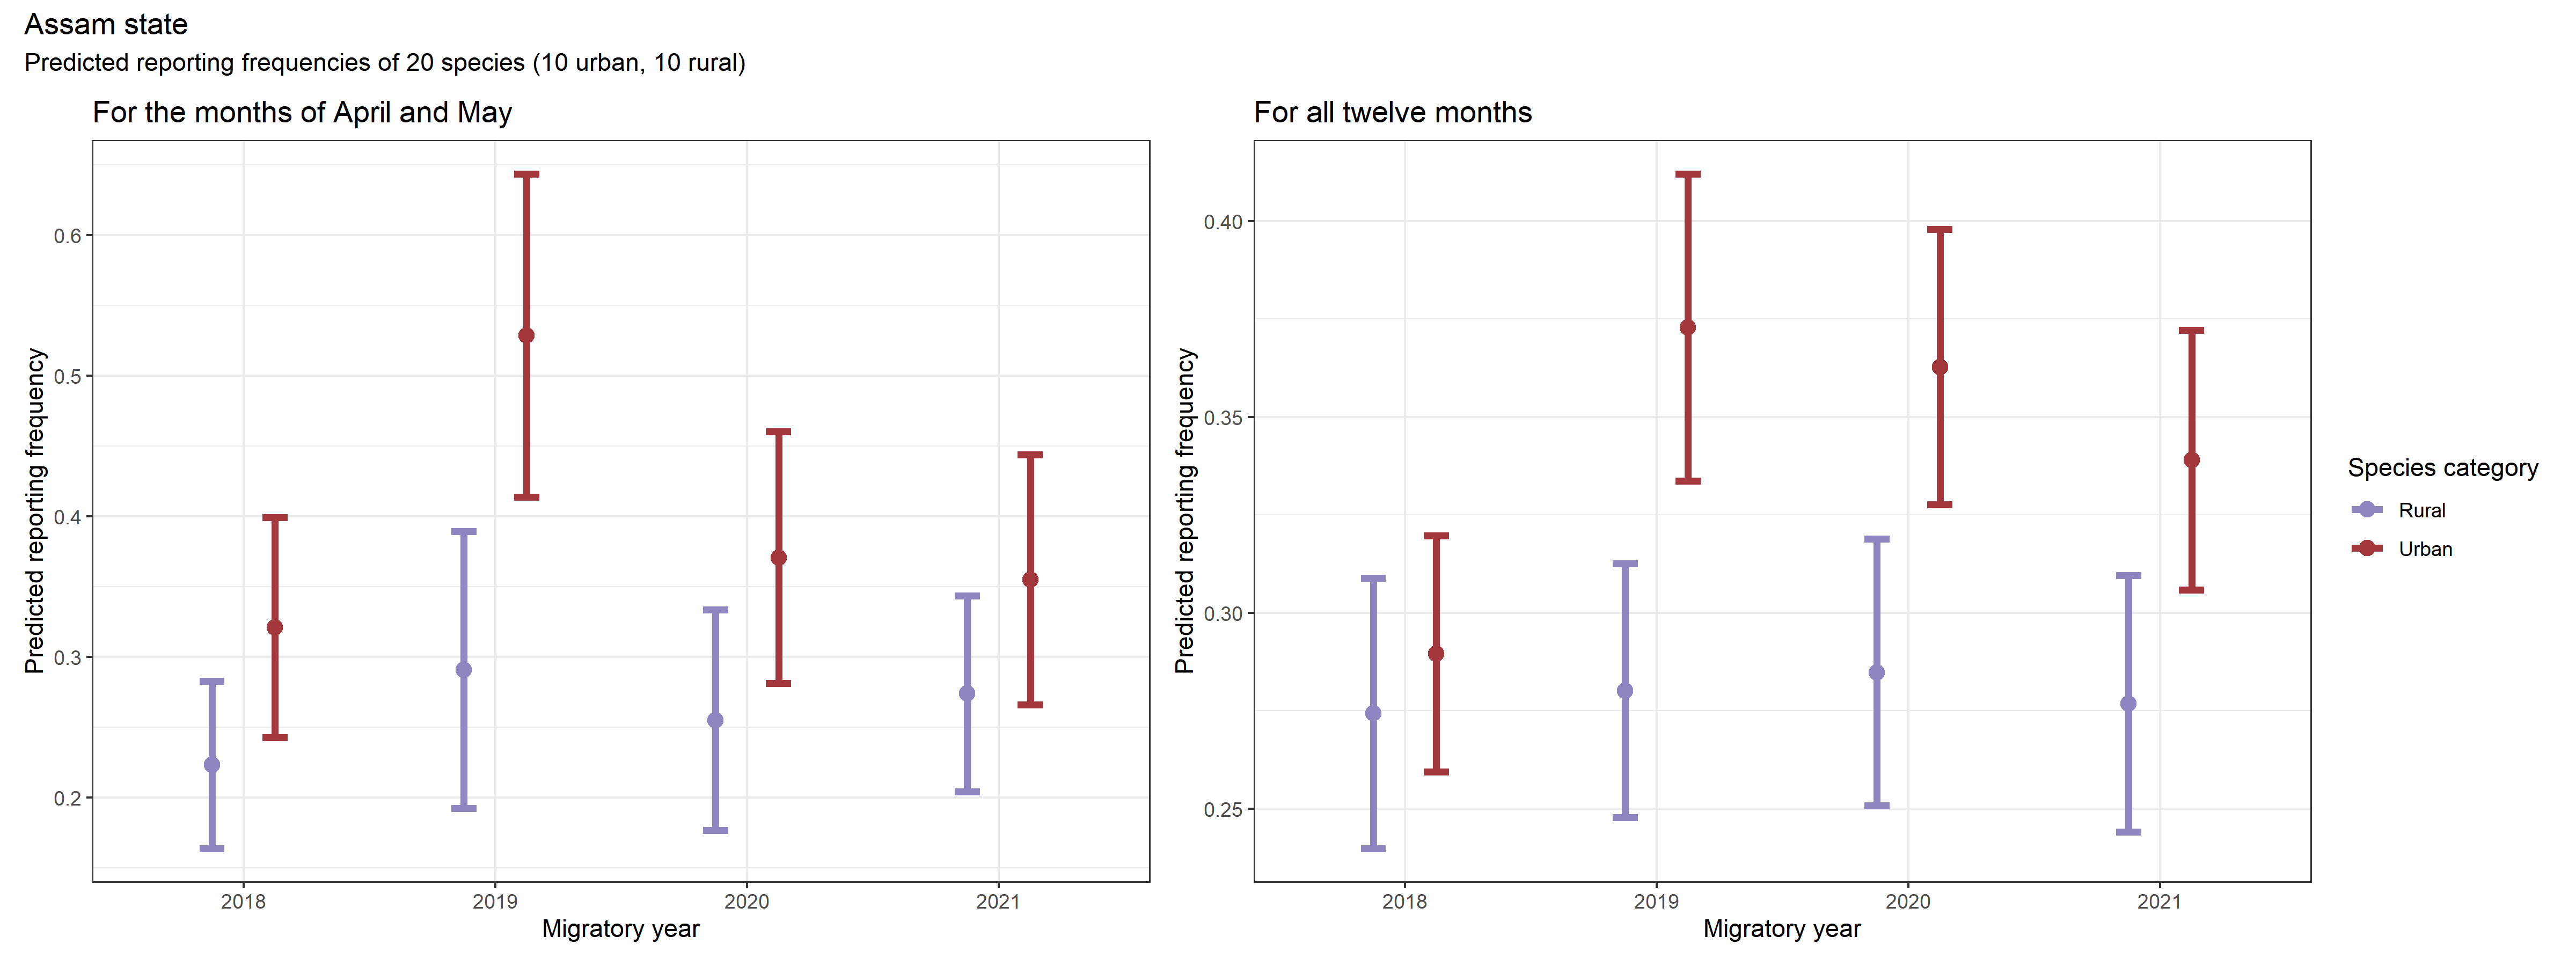 Assam state
Predicted reporting frequencies of 20 species (10 urban, 10 rural)
For the months of April and May
Predicted reporting frequency
0.6
0.5
0.4
0.3
0.2
2018
2019
2020
2021
Migratory year
For all twelve months
Predicted reporting frequency
0.40
0.35
0.30
0.25
2018
2019
2020
2021
Migratory year
Species category
Rural
Urban